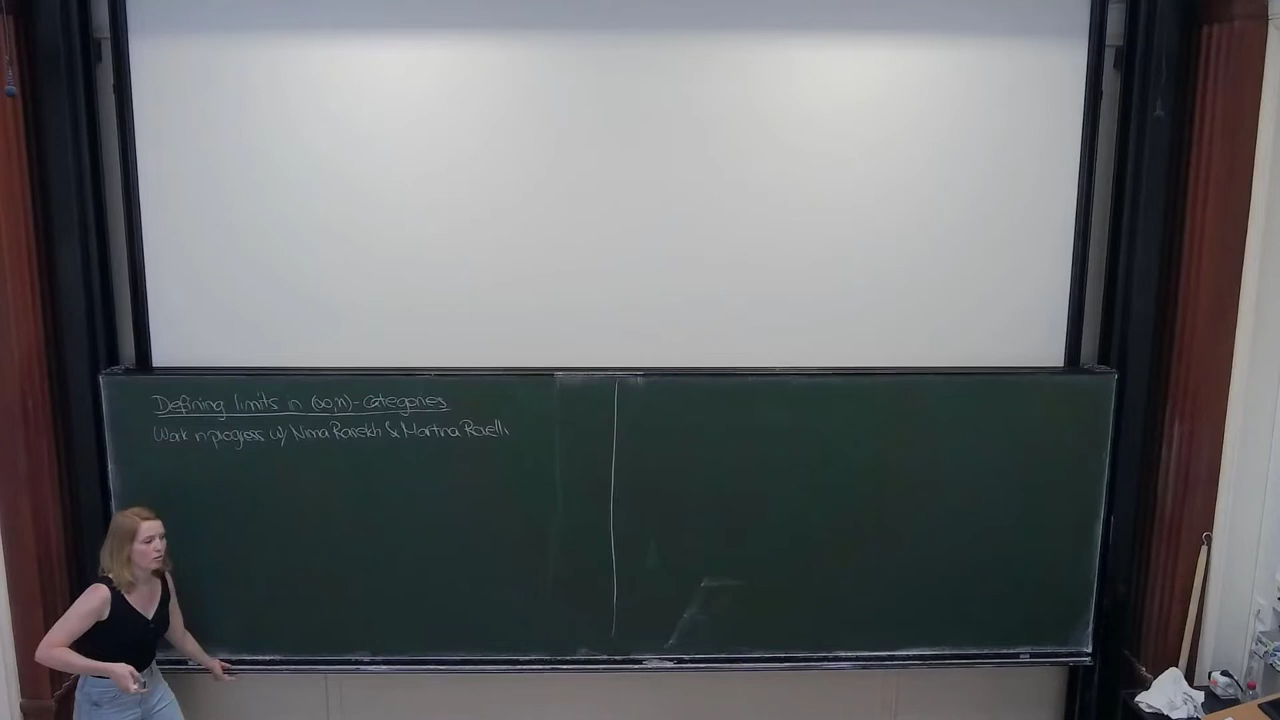 Defining limits in (∞,n)-categories
Work in progress w/ Nima Rasekh & Martina Rovelli